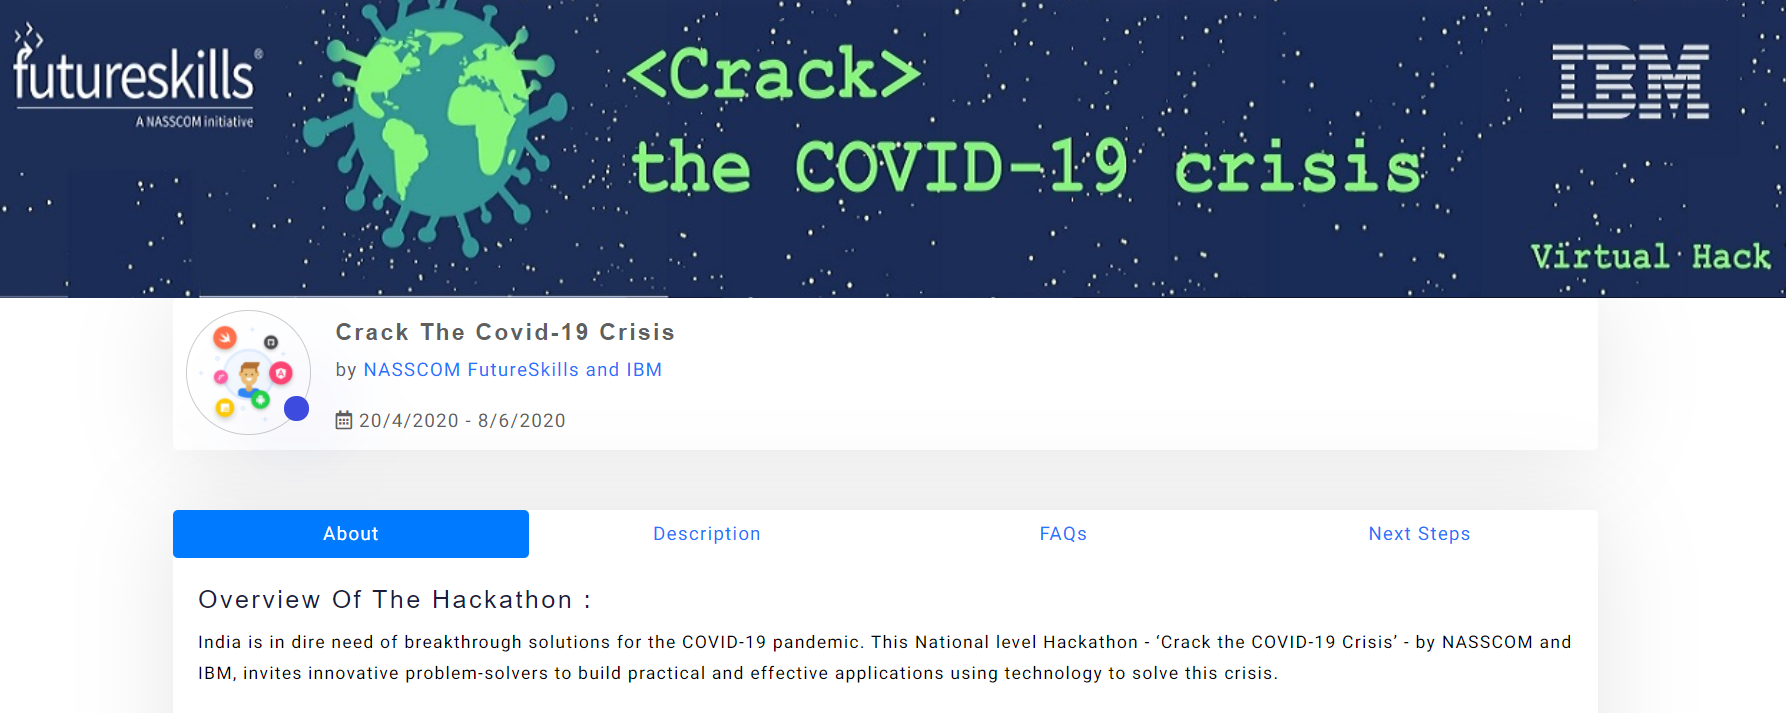 futureskills®
A NASSCOM initiative
<Crack>
the COVID-19 crisis
IBM
Virtual Hack
Crack The Covid-19 Crisis
by NASSCOM FutureSkills and IBM
20/4/2020 - 8/6/2020
About
Description
FAQs
Next Steps
Overview Of The Hackathon :
India is in dire need of breakthrough solutions for the COVID-19 pandemic. This National level Hackathon - ‘Crack the COVID-19 Crisis’ - by NASSCOM and
IBM, invites innovative problem-solvers to build practical and effective applications using technology to solve this crisis.